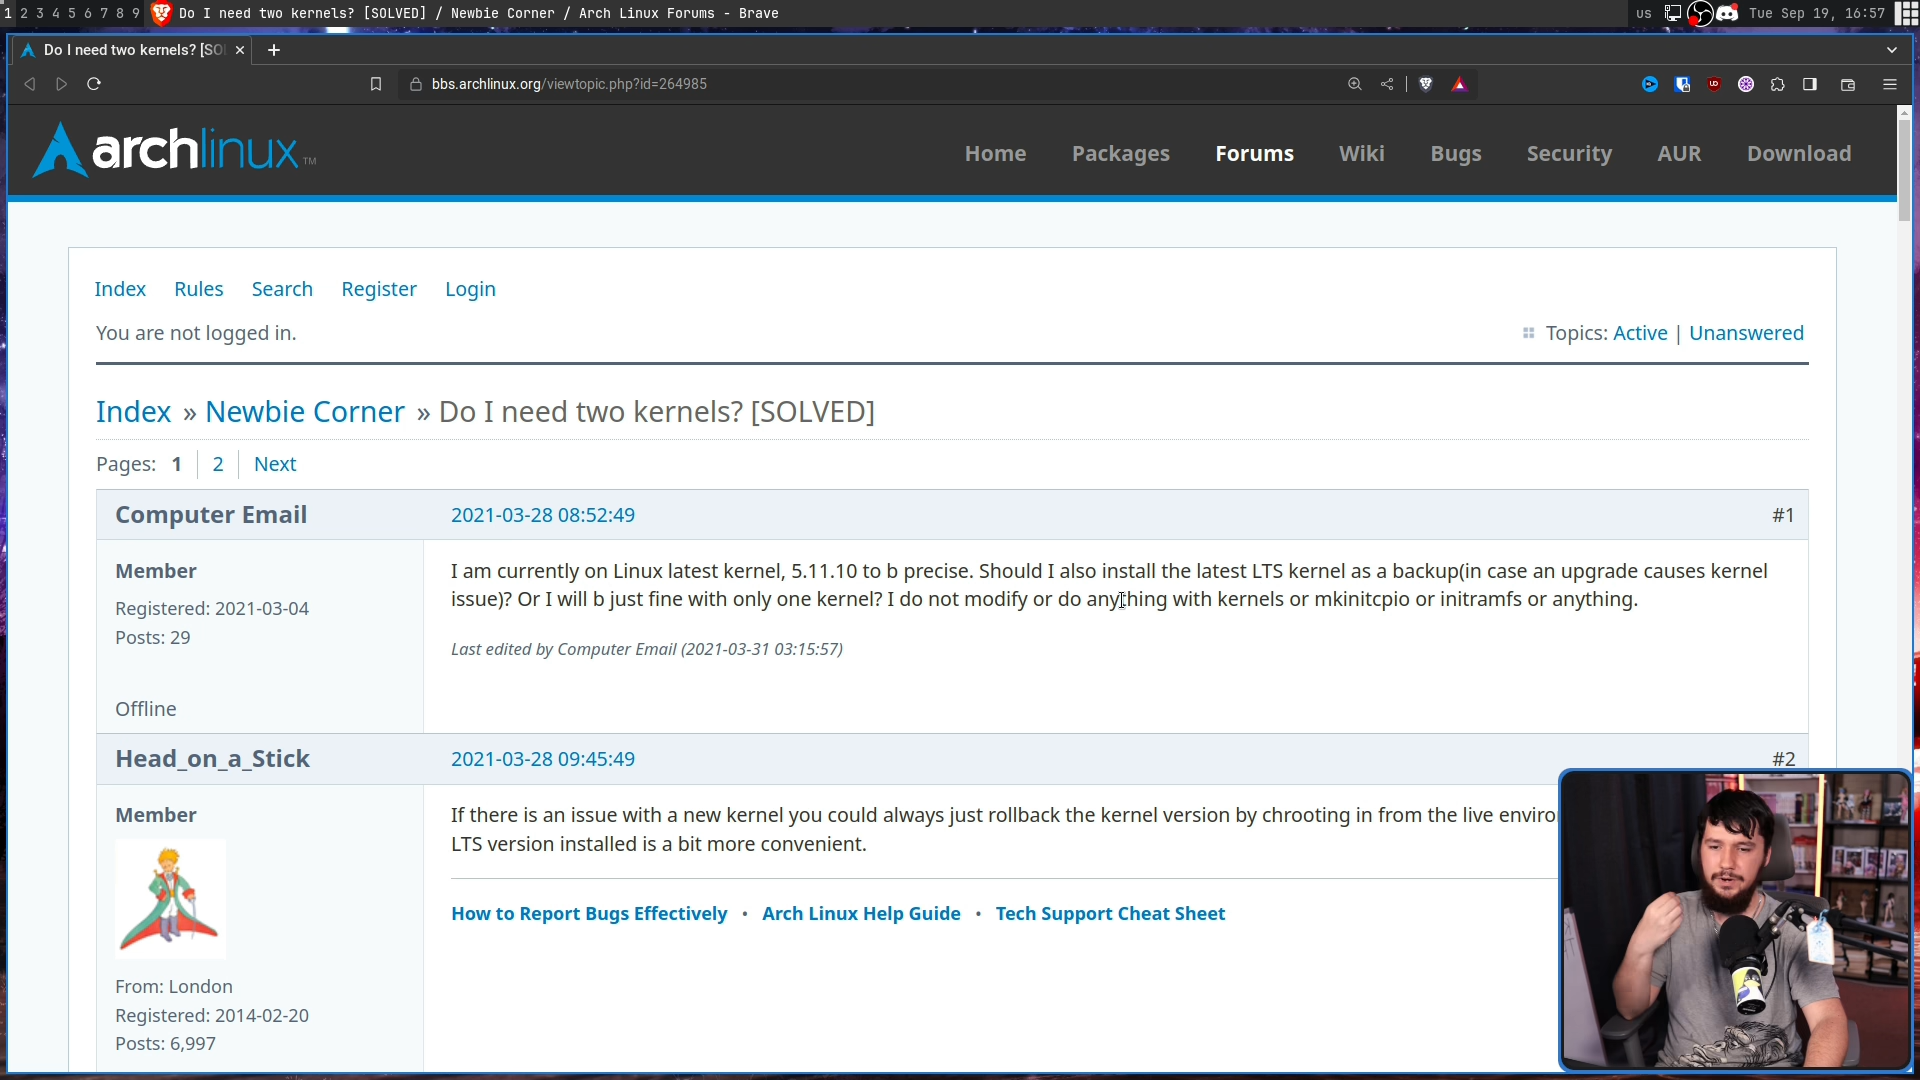 1 2 3 4 5 6 7 8 9 Do I need two kernels? [SOLVED] / Newbie Corner / Arch Linux Forums - Brave us Tue Sep 19, 16:57
Do I need two kernels? [SO
bbs.archlinux.org/viewtopic.php?id=264985
archlinux™ Home Packages Forums Wiki Bugs Security AUR Download
Index Rules Search Register Login
You are not logged in. Topics: Active | Unanswered
Index » Newbie Corner » Do I need two kernels? [SOLVED]
Pages: 1 2 Next
Computer Email 2021-03-28 08:52:49 #1
Member
Registered: 2021-03-04
Posts: 29
Offline
I am currently on Linux latest kernel, 5.11.10 to b precise. Should I also install the latest LTS kernel as a backup(in case an upgrade causes kernel
issue)? Or I will b just fine with only one kernel? I do not modify or do anything with kernels or mkinitcpio or initramfs or anything.
Last edited by Computer Email (2021-03-31 03:15:57)
Head_on_a_Stick 2021-03-28 09:45:49 #2
Member
From: London
Registered: 2014-02-20
Posts: 6,997
If there is an issue with a new kernel you could always just rollback the kernel version by chrooting in from the live
LTS version installed is a bit more convenient.
How to Report Bugs Effectively • Arch Linux Help Guide • Tech Support Cheat Sheet